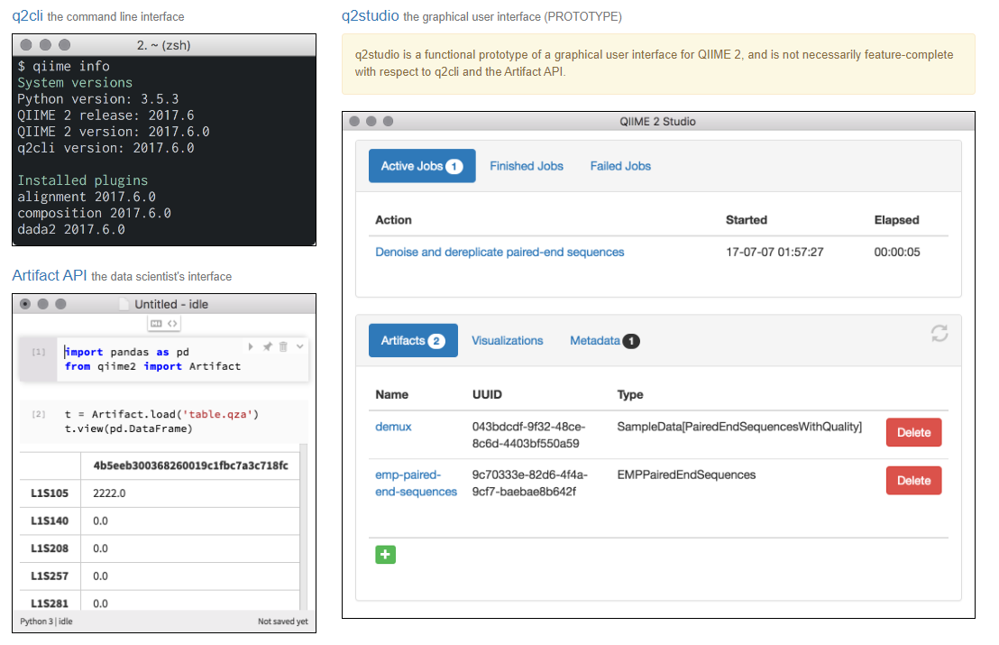 q2cli the command line interface
2. ~ (zsh)
$ qiime info
System versions
Python version: 3.5.3
QIIME 2 release: 2017.6
QIIME 2 version: 2017.6.0
q2cli version: 2017.6.0
Installed plugins
alignment 2017.6.0
composition 2017.6.0
dada2 2017.6.0
Artifact API the data scientist's interface
Untitled - idle
[1]
import pandas as pd
from qiime2 import Artifact
[2]
t = Artifact.load('table.qza')
t.view(pd.DataFrame)
4b5eeb300368260019c1fbc7a3c718fc
L1S105 2222.0
L1S140 0.0
L1S208 0.0
L1S257 0.0
L1S281 0.0
Python 3 | idle Not saved yet
q2studio the graphical user interface (PROTOTYPE)
q2studio is a functional prototype of a graphical user interface for QIIME 2, and is not necessarily feature-complete
with respect to q2cli and the Artifact API.
QIIME 2 Studio
Active Jobs 1 Finished Jobs Failed Jobs
Action Started Elapsed
Denoise and dereplicate paired-end sequences 17-07-07 01:57:27 00:00:05
Artifacts 2 Visualizations Metadata 1
Name UUID Type
demux 043bdcdf-9f32-48ce- SampleData[PairedEndSequencesWithQuality] Delete
8c6d-4403bf550a59
emp-paired- 9c70333e-82d6-4f4a- EMPPairedEndSequences Delete
end-sequences 9cf7-baebae8b642f